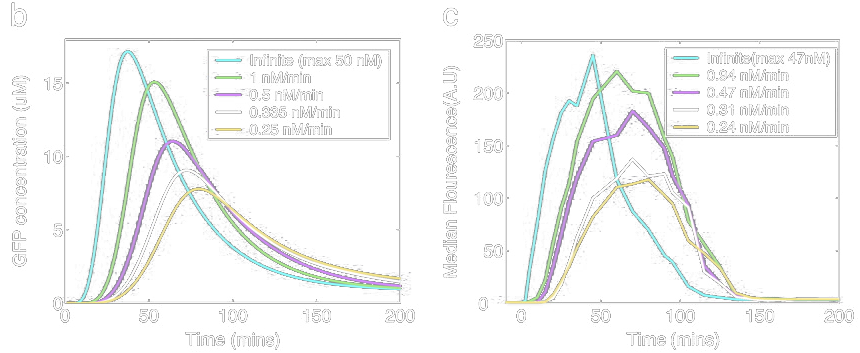 b
GFP concentration (uM)
15
10
5
0
0 50 100 150 200
Time (mins)
Infinite (max 50 nM)
1 nM/min
0.5 nM/min
0.335 nM/min
0.25 nM/min
c
Median Flourescence(A.U)
250
200
150
100
50
0
0 50 100 150 200
Time (mins)
Infinite(max 47nM)
0.94 nM/min
0.47 nM/min
0.31 nM/min
0.24 nM/min